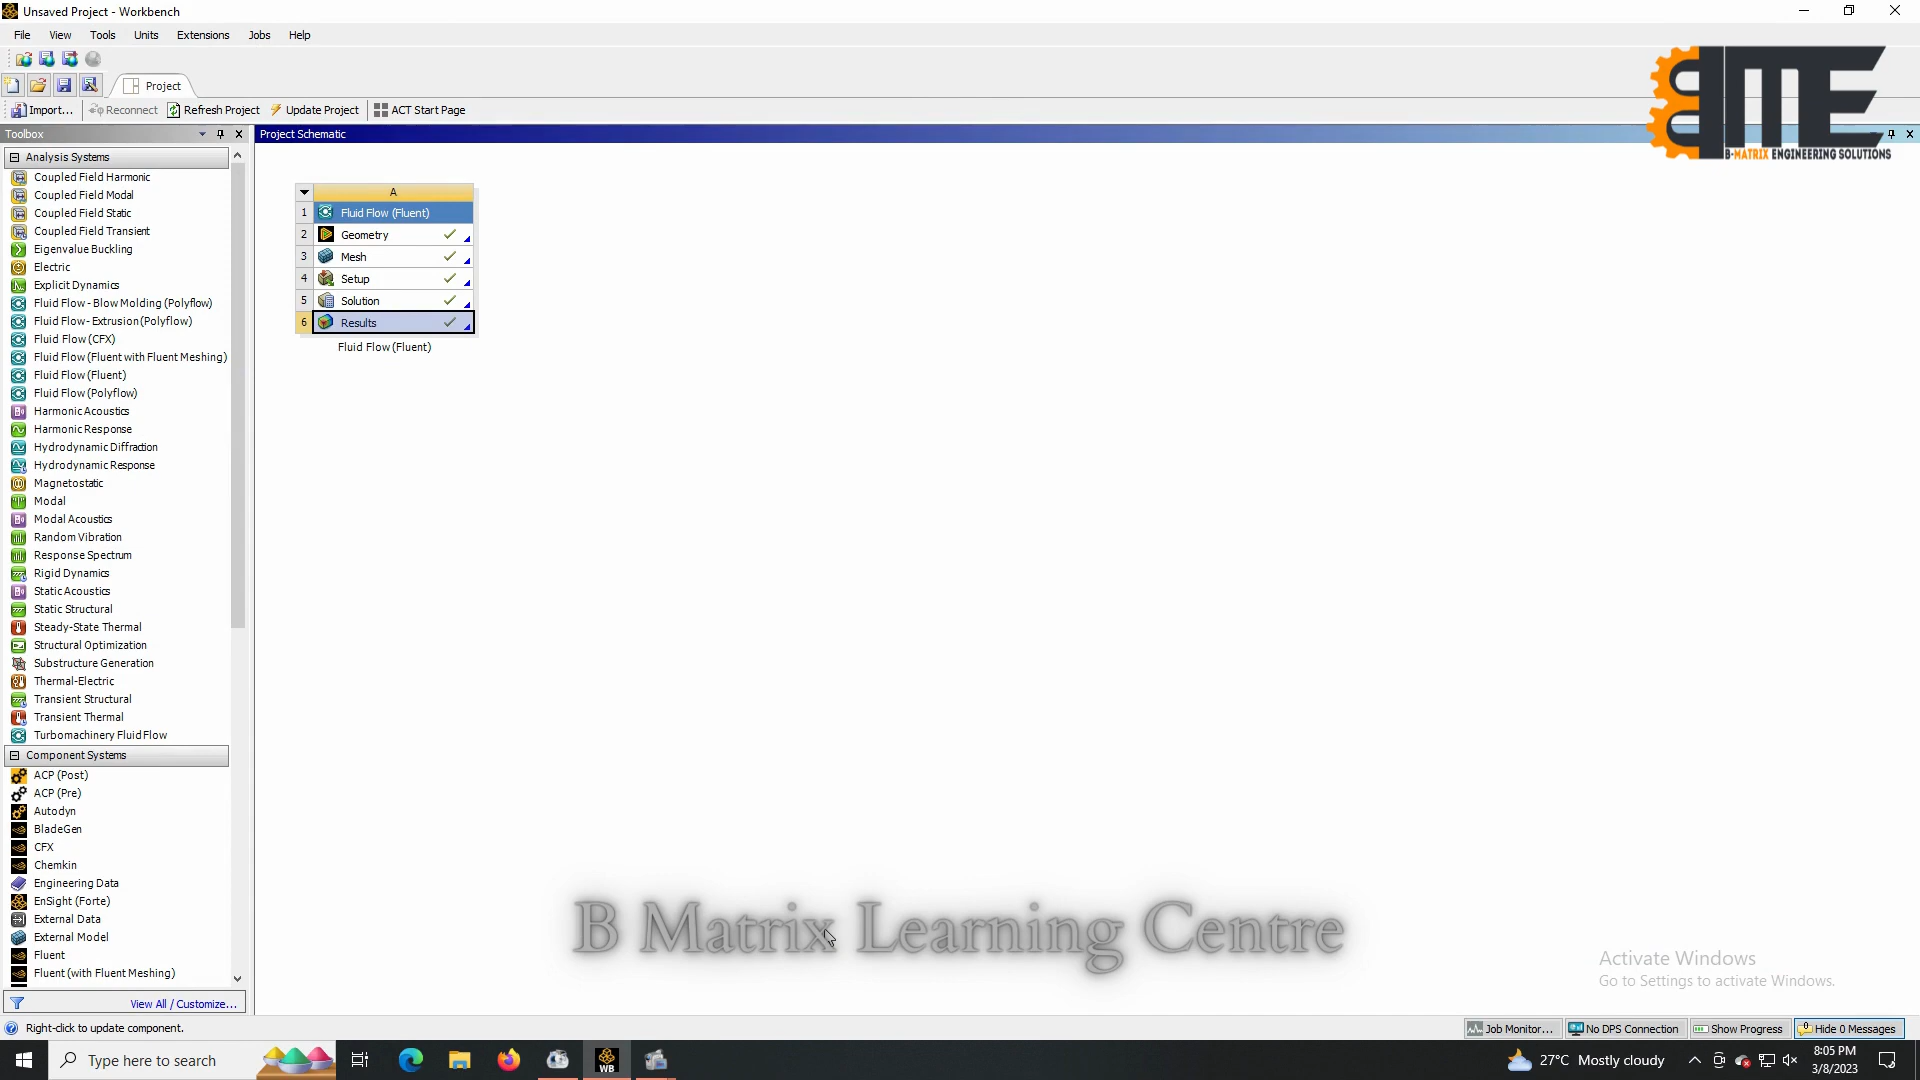 Unsaved Project - Workbench
File View Tools Units Extensions Jobs Help
Project
Import... Reconnect Refresh Project Update Project ACT Start Page
Toolbox
Project Schematic
BME
B-MATRIX ENGINEERING SOLUTIONS
Analysis Systems
Coupled Field Harmonic
Coupled Field Modal
Coupled Field Static
Coupled Field Transient
Eigenvalue Buckling
Electric
Explicit Dynamics
Fluid Flow - Blow Molding (Polyflow)
Fluid Flow - Extrusion (Polyflow)
Fluid Flow (CFX)
Fluid Flow (Fluent with Fluent Meshing)
Fluid Flow (Fluent)
Fluid Flow (Polyflow)
Harmonic Acoustics
Harmonic Response
Hydrodynamic Diffraction
Hydrodynamic Response
Magnetostatic
Modal
Modal Acoustics
Random Vibration
Response Spectrum
Rigid Dynamics
Static Acoustics
Static Structural
Steady-State Thermal
Structural Optimization
Substructure Generation
Thermal-Electric
Transient Structural
Transient Thermal
Turbomachinery Fluid Flow
Component Systems
ACP (Post)
ACP (Pre)
Autodyn
BladeGen
CFX
Chemkin
Engineering Data
EnSight (Forte)
External Data
External Model
Fluent
Fluent (with Fluent Meshing)
View All / Customize...
A
1 Fluid Flow (Fluent)
2 Geometry
3 Mesh
4 Setup
5 Solution
6 Results
Fluid Flow (Fluent)
B Matrix Learning Centre
Activate Windows
Go to Settings to activate Windows.
Right-click to update component.
Job Monitor... No DPS Connection Show Progress Hide 0 Messages
Type here to search
WB
27°C Mostly cloudy
8:05 PM
3/8/2023